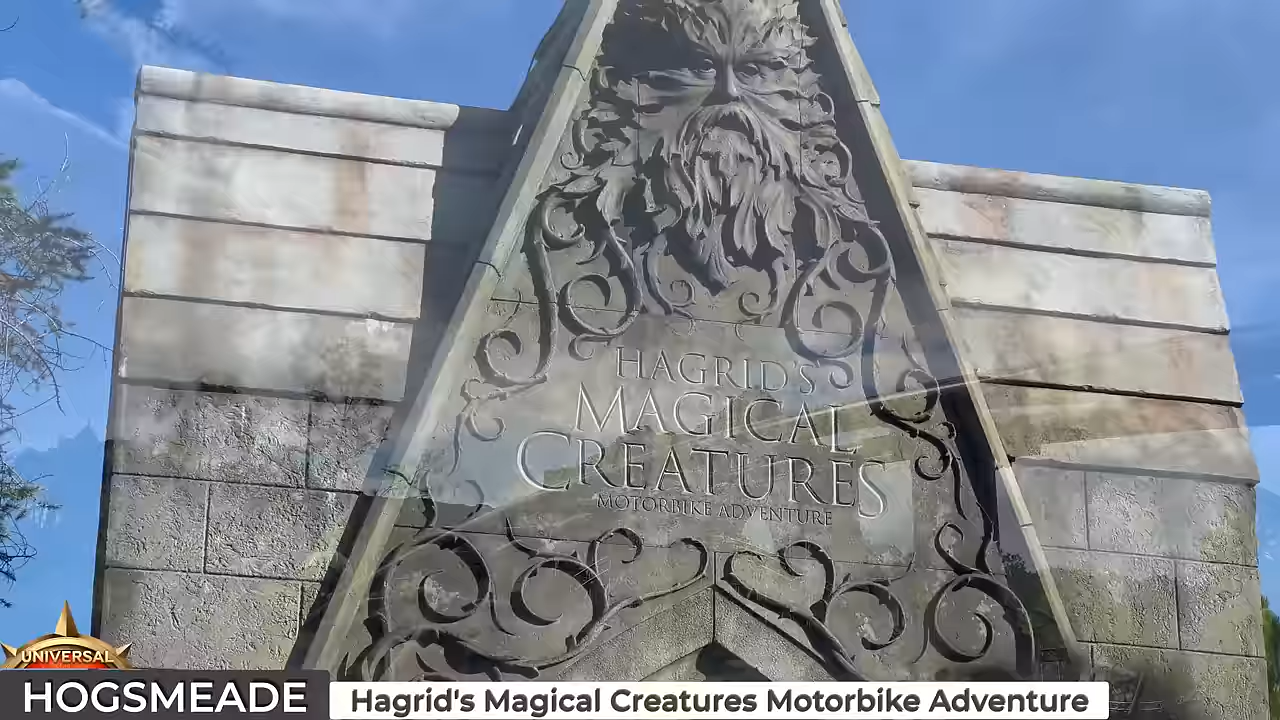 HAGRID'S
MAGICAL
CREATURES
MOTORBIKE ADVENTURE
UNIVERSAL
HOGSMEADE
Hagrid's Magical Creatures Motorbike Adventure